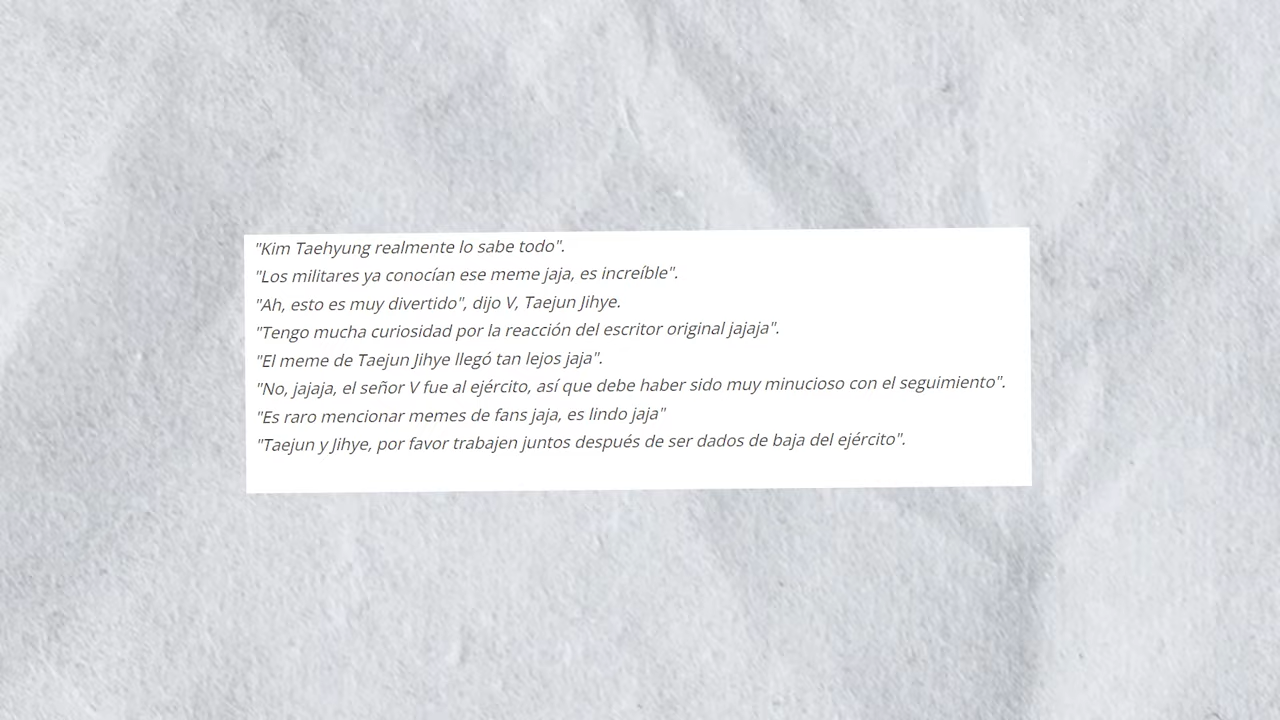 "Kim Taehyung realmente lo sabe todo".
"Los militares ya conocían ese meme jaja, es increíble".
"Ah, esto es muy divertido", dijo V, Taejun Jihye.
"Tengo mucha curiosidad por la reacción del escritor original jajaja".
"El meme de Taejun Jihye llegó tan lejos jaja".
"No, jajaja, el señor V fue al ejército, así que debe haber sido muy minucioso con el seguimiento".
"Es raro mencionar memes de fans jaja, es lindo jaja"
"Taejun y Jihye, por favor trabajen juntos después de ser dados de baja del ejército".